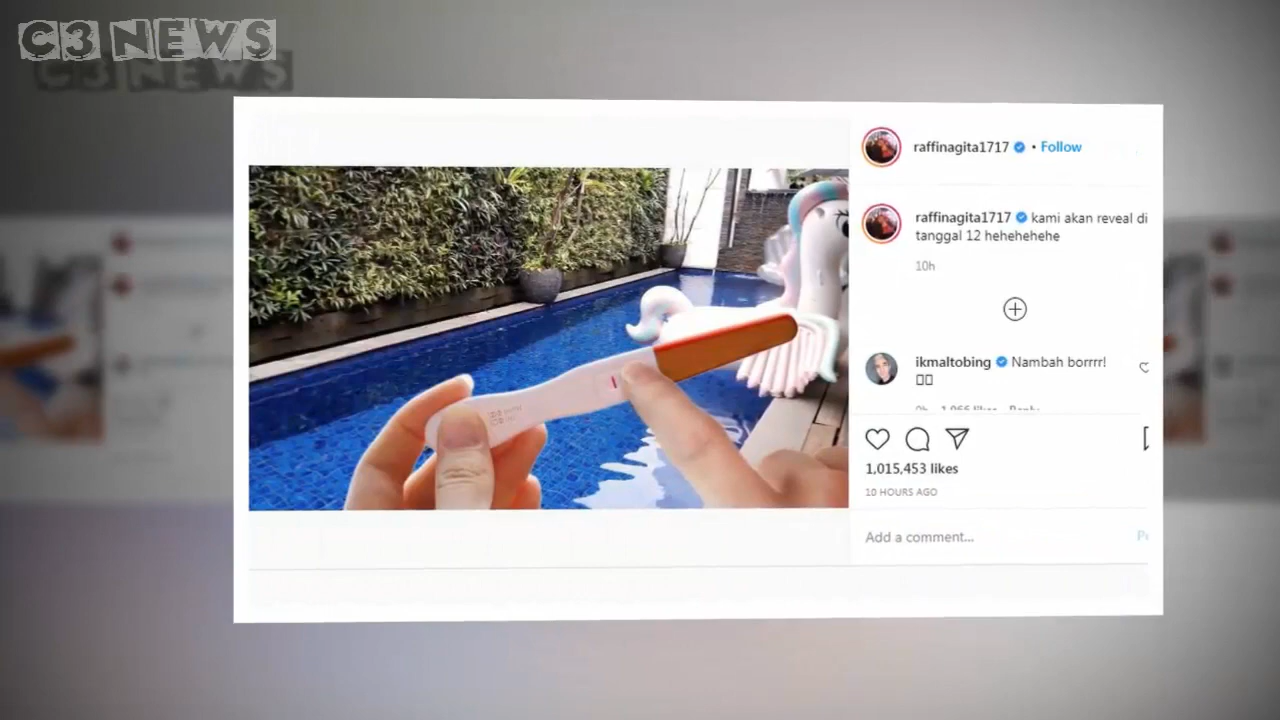 C3 NEWS
raffinagita1717 • Follow
raffinagita1717 kami akan reveal di
tanggal 12 hehehehehe
10h
ikmaltobing Nambah borrrr!
1,015,453 likes
10 HOURS AGO
Add a comment...